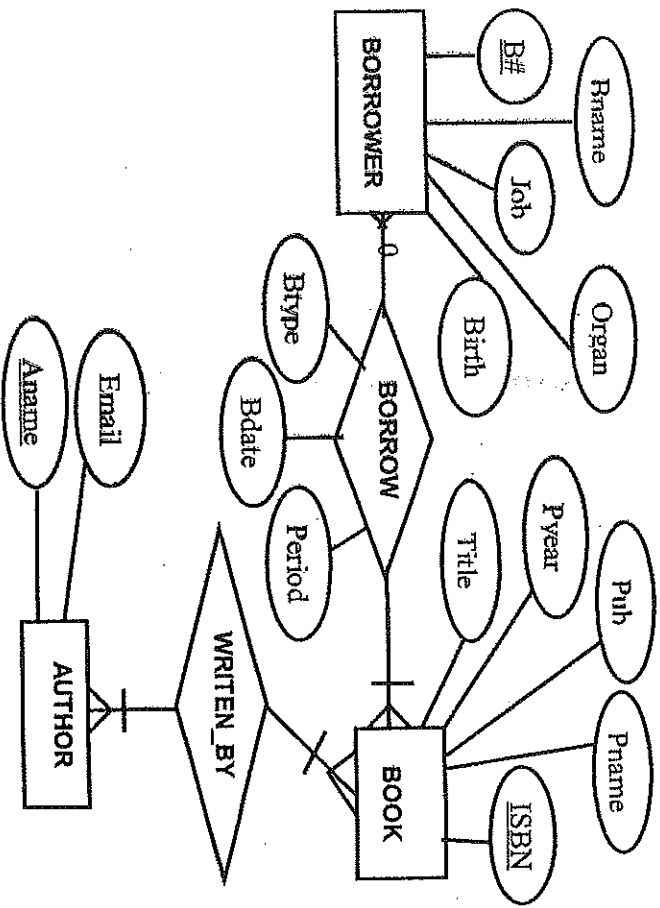 B#
Bname
Job
Organ
Birth
BORROWER
0
Btype
Bdate
Period
BORROW
Title
Pyear
Pub
Pname
ISBN
BOOK
WRITEN_BY
Email
Aname
AUTHOR